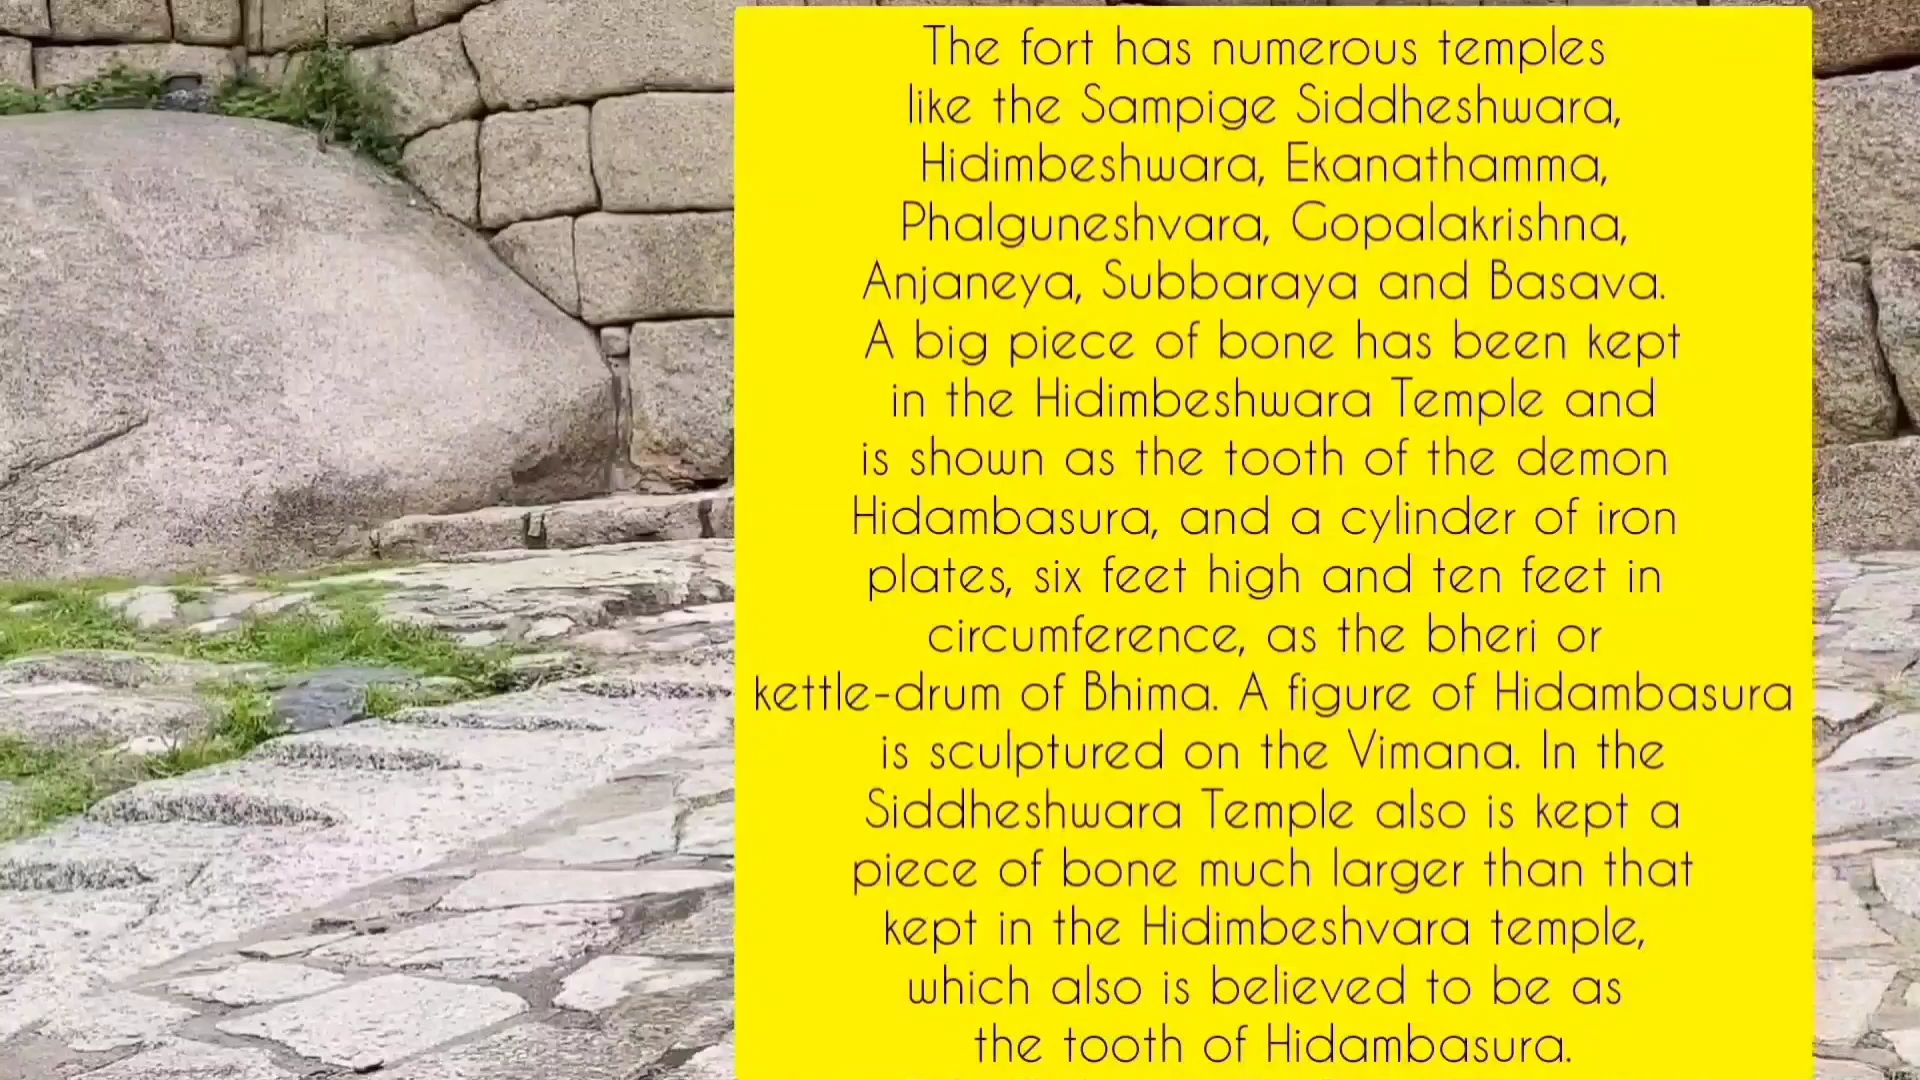 The fort has numerous temples
like the Sampige Siddheshwara,
Hidimbeshwara, Ekanathamma,
Phalguneshvara, Gopalakrishna,
Anjaneya, Subbaraya and Basava.
A big piece of bone has been kept
in the Hidimbeshwara Temple and
is shown as the tooth of the demon
Hidambasura, and a cylinder of iron
plates, six feet high and ten feet in
circumference, as the bheri or
kettle-drum of Bhima. A figure of Hidambasura
is sculptured on the Vimana. In the
Siddheshwara Temple also is kept a
piece of bone much larger than that
kept in the Hidimbeshvara temple,
which also is believed to be as
the tooth of Hidambasura.